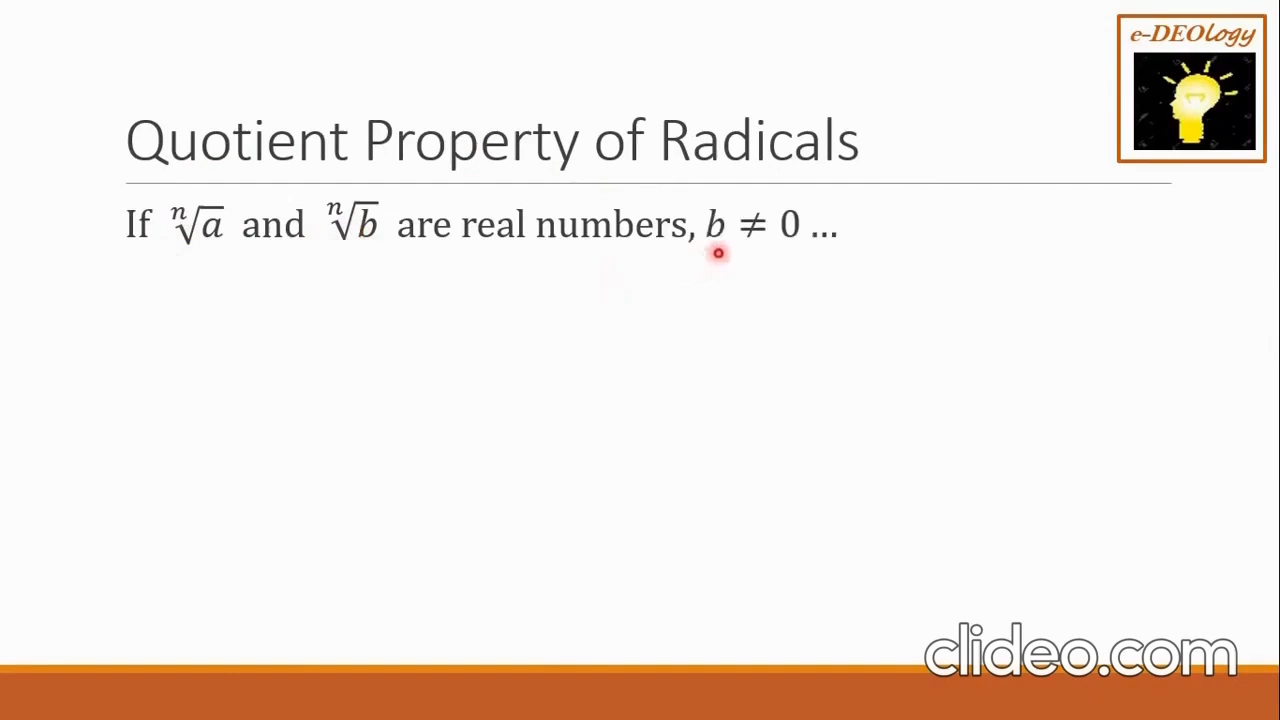 e-DEOlogy
Quotient Property of Radicals
If ⁿ√a and ⁿ√b are real numbers, b ≠ 0 ...
clideo.com